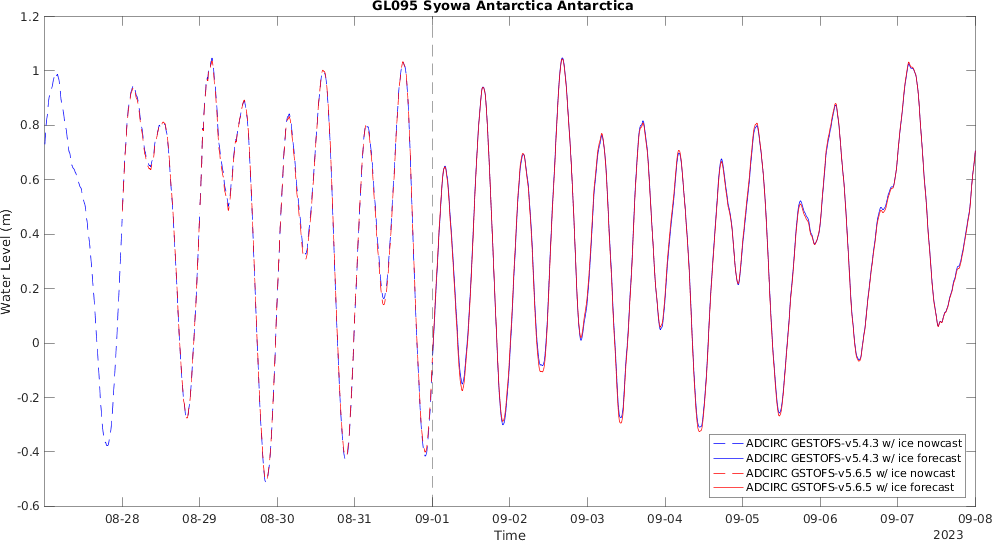 GL095 Syowa Antarctica Antarctica
1.2
1
0.8
0.6
0.4
0.2
0
-0.2
-0.4
-0.6
Water Level (m)
ADCIRC GESTOFS-v5.4.3 w/ ice nowcast
ADCIRC GESTOFS-v5.4.3 w/ ice forecast
ADCIRC GSTOFS-v5.6.5 w/ ice nowcast
ADCIRC GSTOFS-v5.6.5 w/ ice forecast
08-28 08-29 08-30 08-31 09-01 09-02 09-03 09-04 09-05 09-06 09-07 09-08
Time
2023